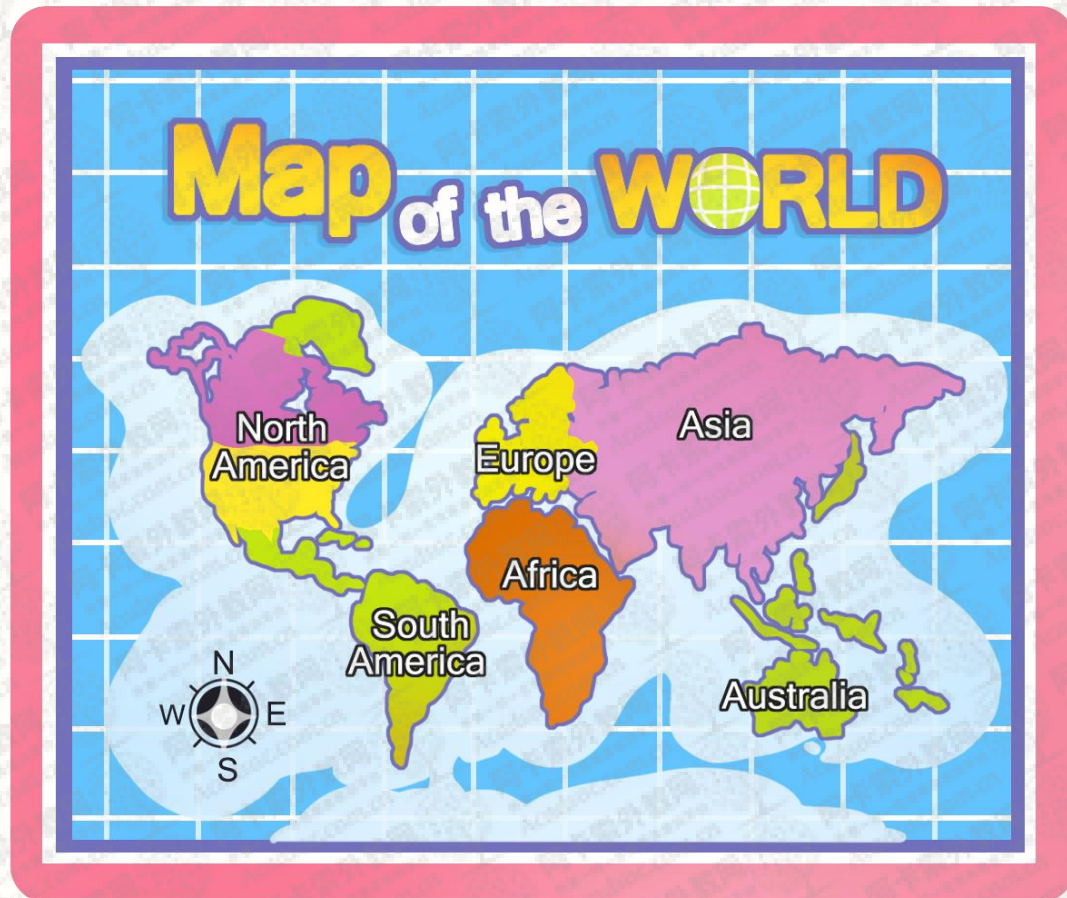 Map of the WORLD
North
America
Europe
Asia
Africa
South
America
Australia
N
W E
S